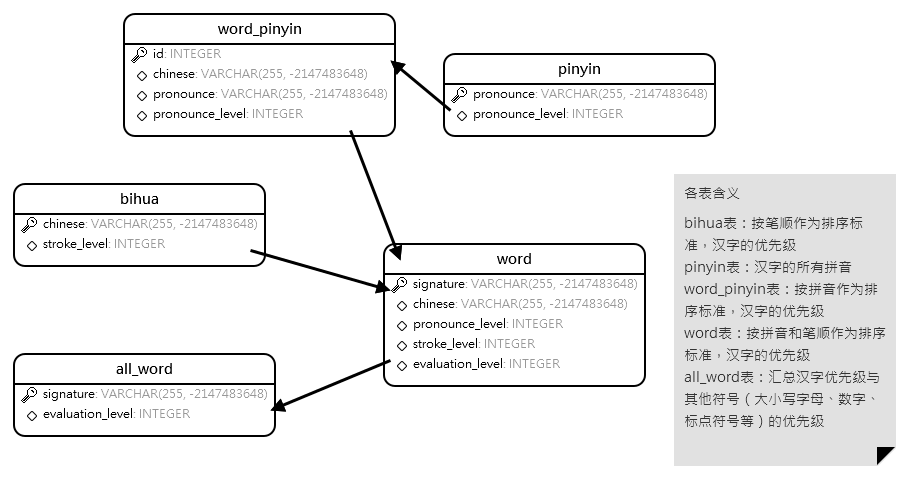 word_pinyin
id: INTEGER
chinese: VARCHAR(255, -2147483648)
pronounce: VARCHAR(255, -2147483648)
pronounce_level: INTEGER
pinyin
pronounce: VARCHAR(255, -2147483648)
pronounce_level: INTEGER
bihua
chinese: VARCHAR(255, -2147483648)
stroke_level: INTEGER
word
signature: VARCHAR(255, -2147483648)
chinese: VARCHAR(255, -2147483648)
pronounce_level: INTEGER
stroke_level: INTEGER
evaluation_level: INTEGER
all_word
signature: VARCHAR(255, -2147483648)
evaluation_level: INTEGER
各表含义
bihua表：按笔顺作为排序标
准，汉字的优先级
pinyin表：汉字的所有拼音
word_pinyin表：按拼音作为排
序标准，汉字的优先级
word表：按拼音和笔顺作为排序
标准，汉字的优先级
all_word表：汇总汉字优先级与
其他符号（大小写字母、数字、
标点符号等）的优先级